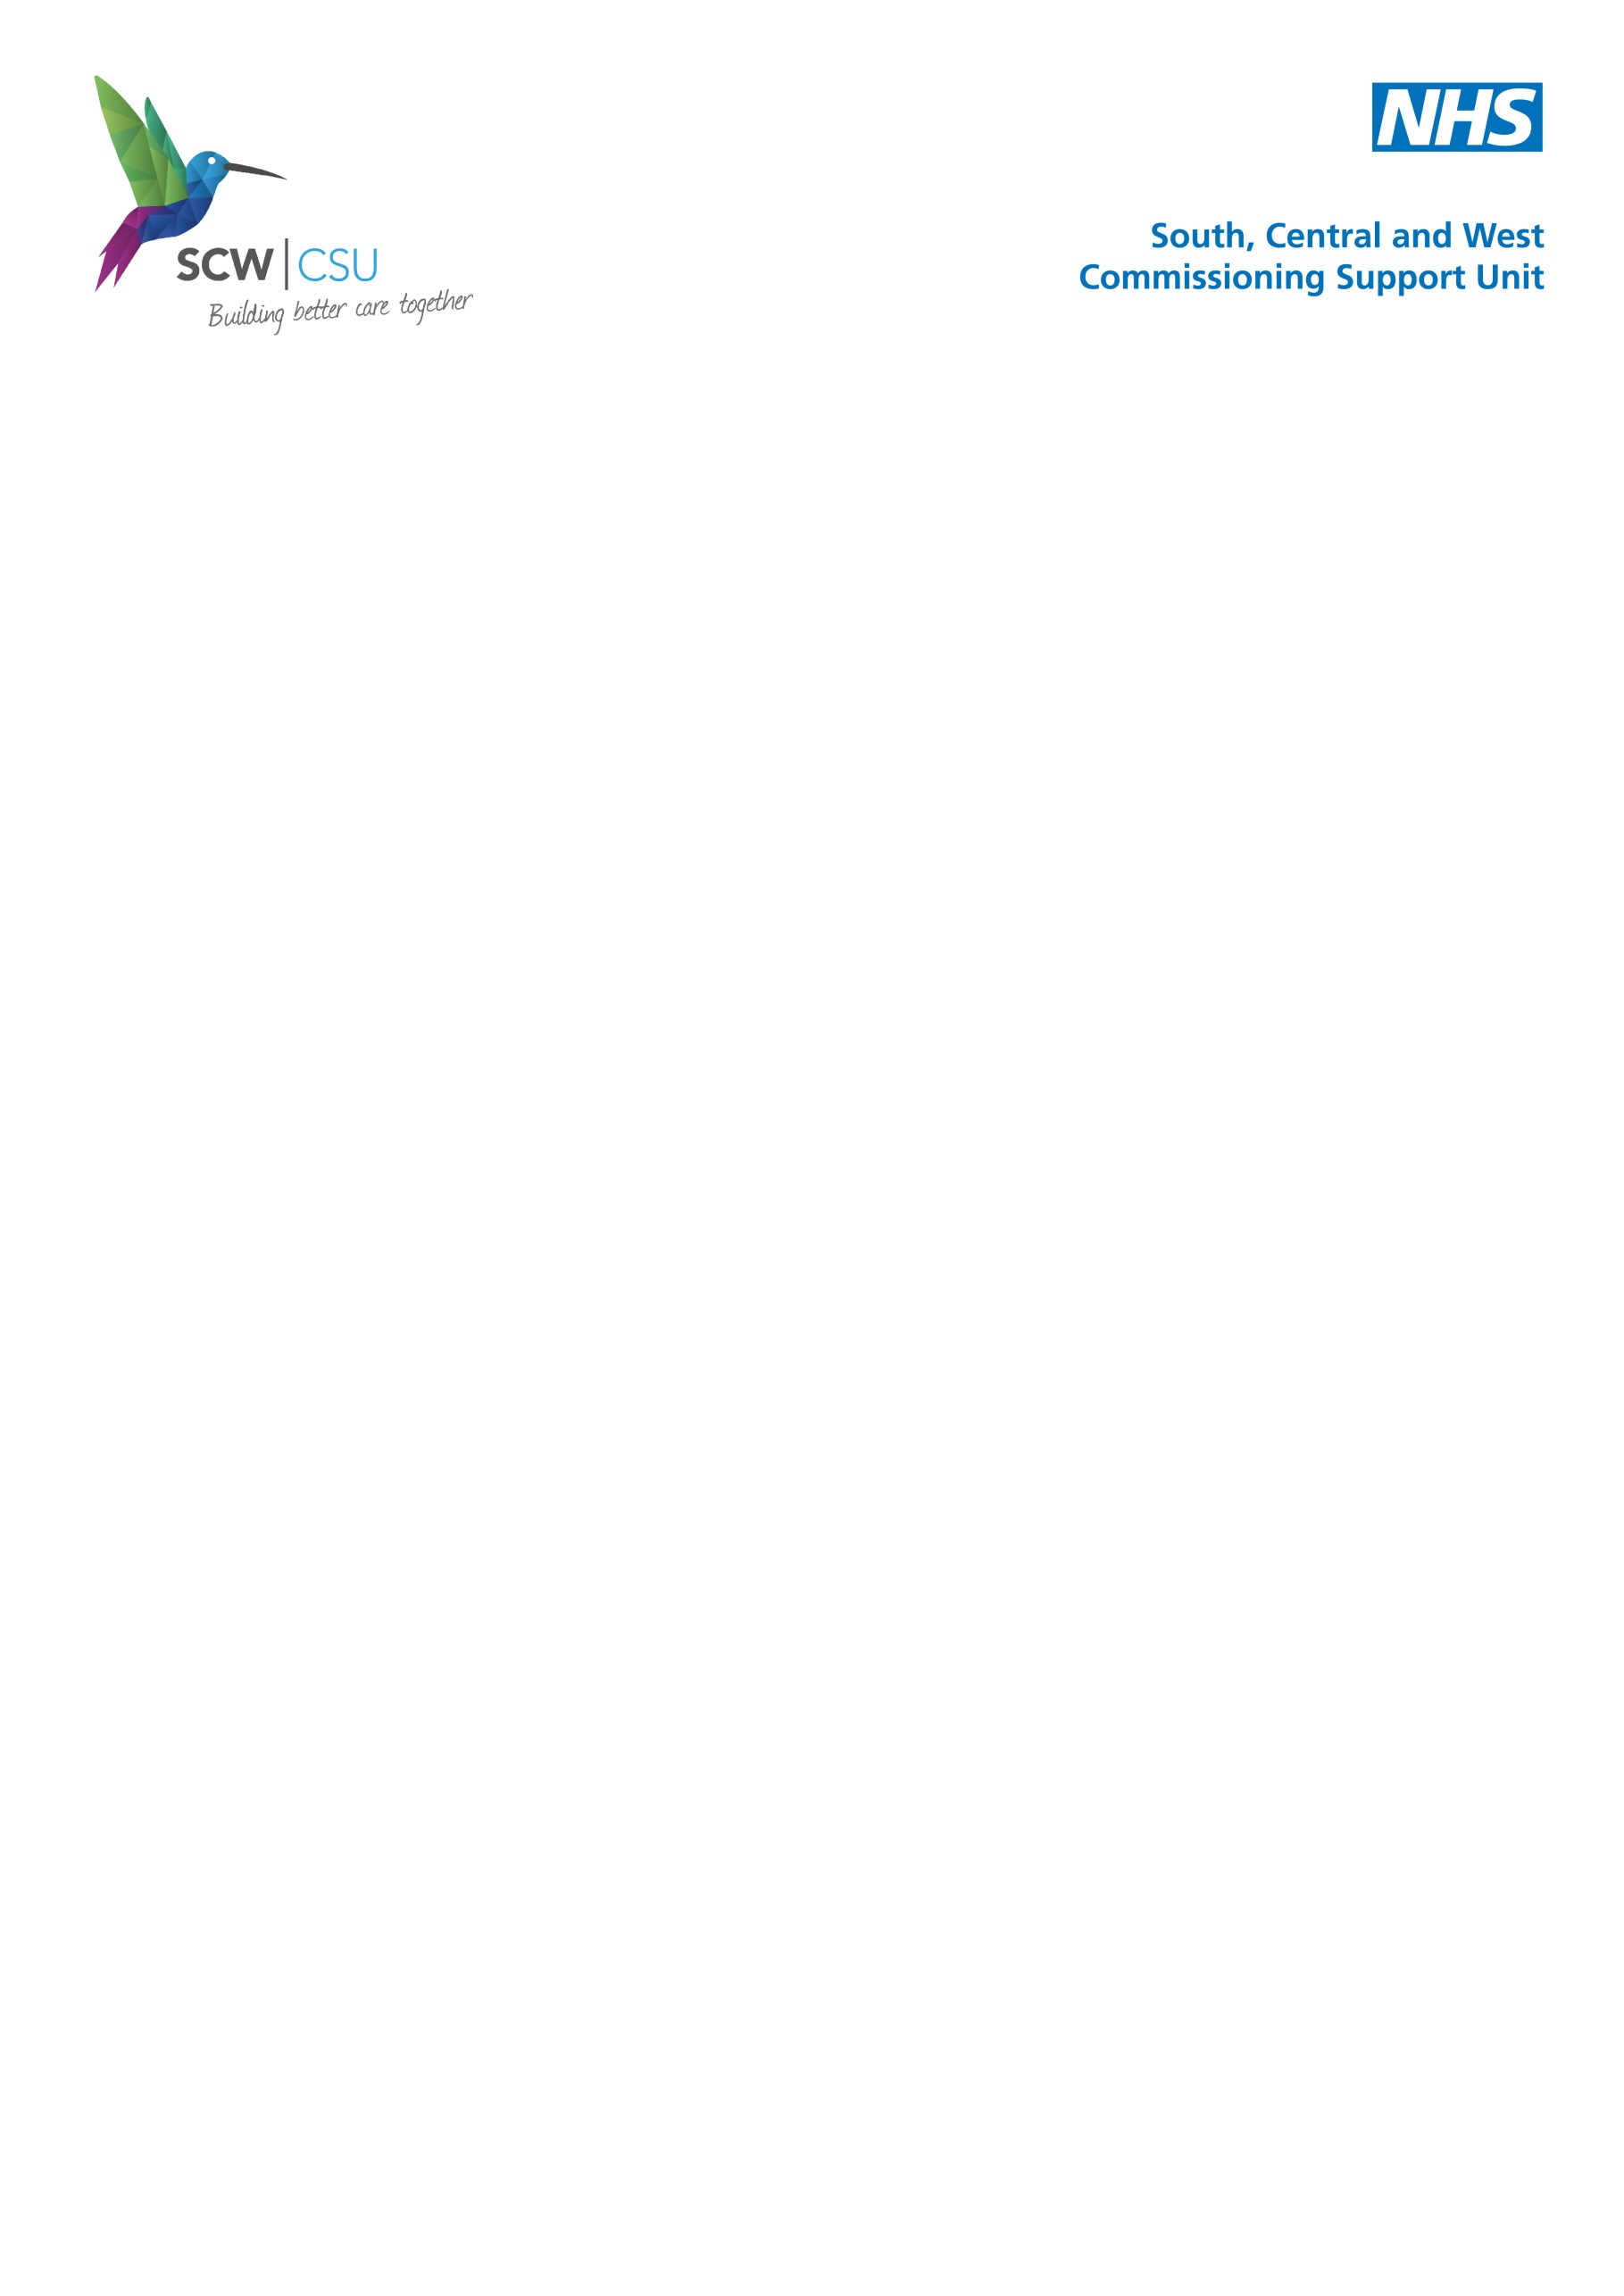 NHS
South, Central and West
Commissioning Support Unit
SCW|CSU
Building better care together